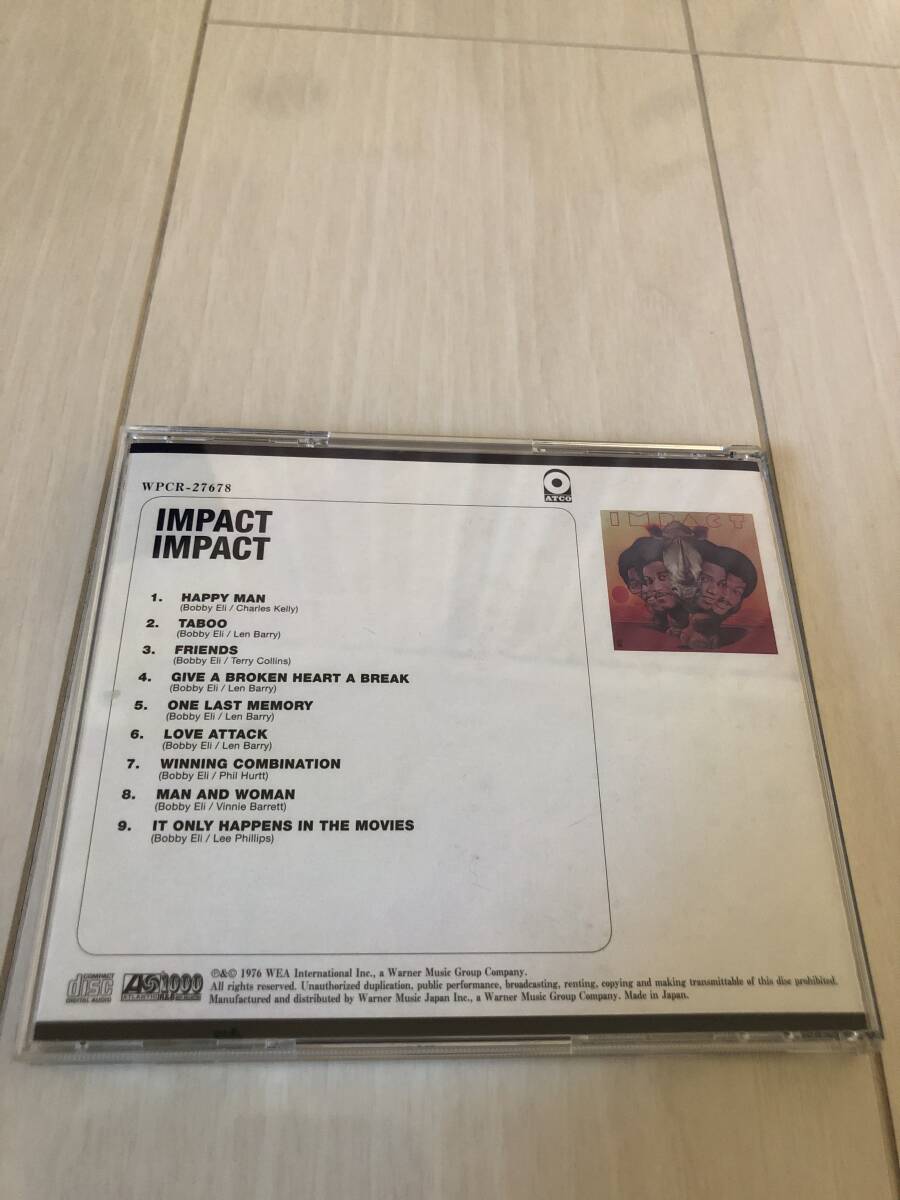 WPCR-27678
ATCO
IMPACT
IMPACT
IMPACT
1. HAPPY MAN
(Bobby Eli / Charles Kelly)
2. TABOO
(Bobby Eli / Len Barry)
3. FRIENDS
(Bobby Eli / Terry Collins)
4. GIVE A BROKEN HEART A BREAK
(Bobby Eli / Len Barry)
5. ONE LAST MEMORY
(Bobby Eli / Len Barry)
6. LOVE ATTACK
(Bobby Eli / Len Barry)
7. WINNING COMBINATION
(Bobby Eli / Phil Hurtt)
8. MAN AND WOMAN
(Bobby Eli / Vinnie Barrett)
9. IT ONLY HAPPENS IN THE MOVIES
(Bobby Eli / Lee Phillips)
COMPACT
disc
DIGITAL AUDIO
ATLANTIC
1000
℗&© 1976 WEA International Inc., a Warner Music Group Company.
All rights reserved. Unauthorized duplication, public performance, broadcasting, renting, copying and making transmittable of this disc prohibited.
Manufactured and distributed by Warner Music Japan Inc., a Warner Music Group Company. Made in Japan.